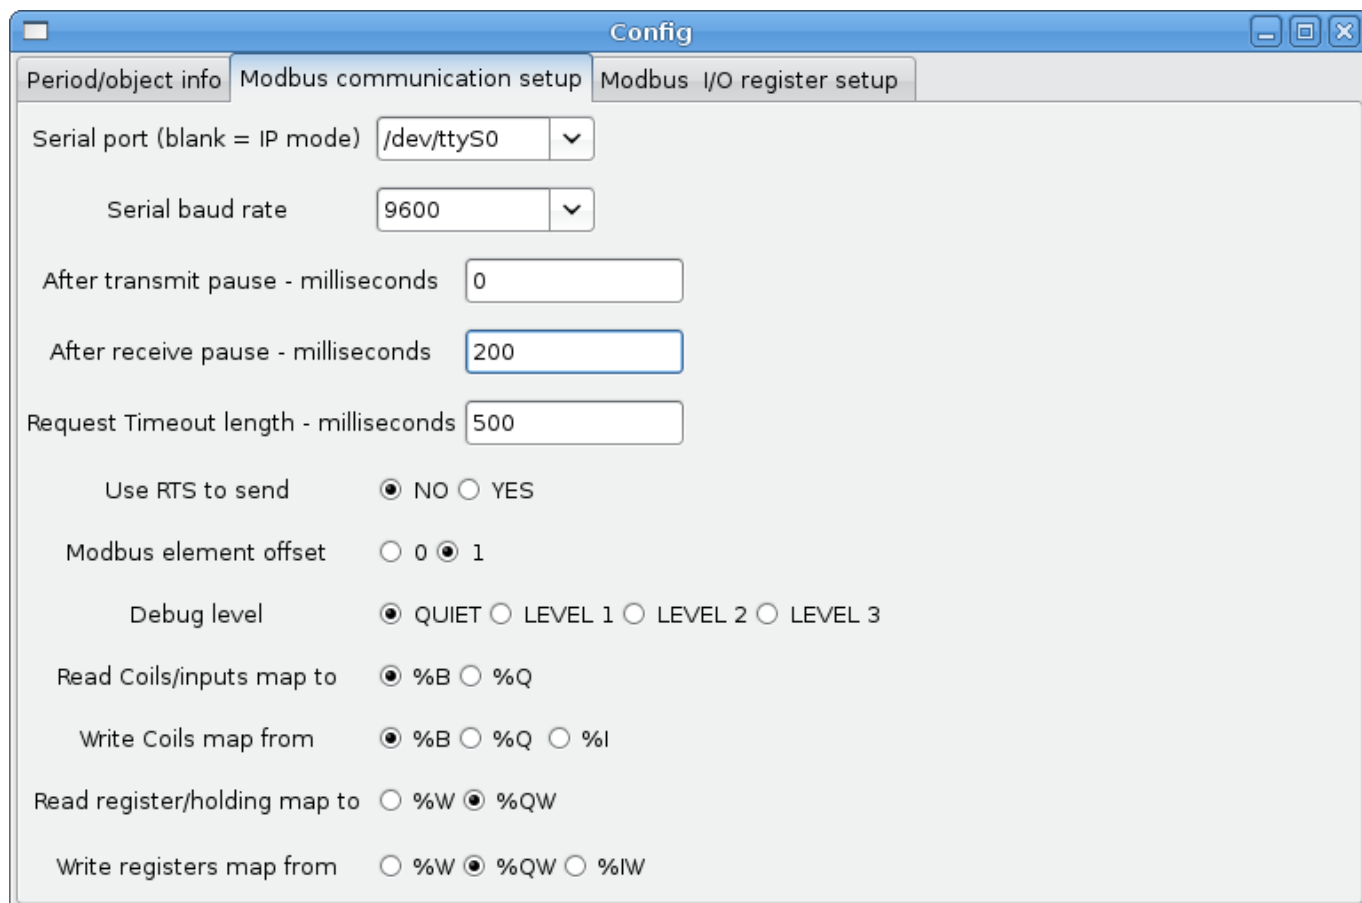 Config
Period/object info Modbus communication setup Modbus  I/O register setup
Serial port (blank = IP mode) /dev/ttyS0
Serial baud rate 9600
After transmit pause - milliseconds 0
After receive pause - milliseconds 200
Request Timeout length - milliseconds 500
Use RTS to send NO YES
Modbus element offset 0 1
Debug level QUIET LEVEL 1 LEVEL 2 LEVEL 3
Read Coils/inputs map to %B %Q
Write Coils map from %B %Q %I
Read register/holding map to %W %QW
Write registers map from %W %QW %IW